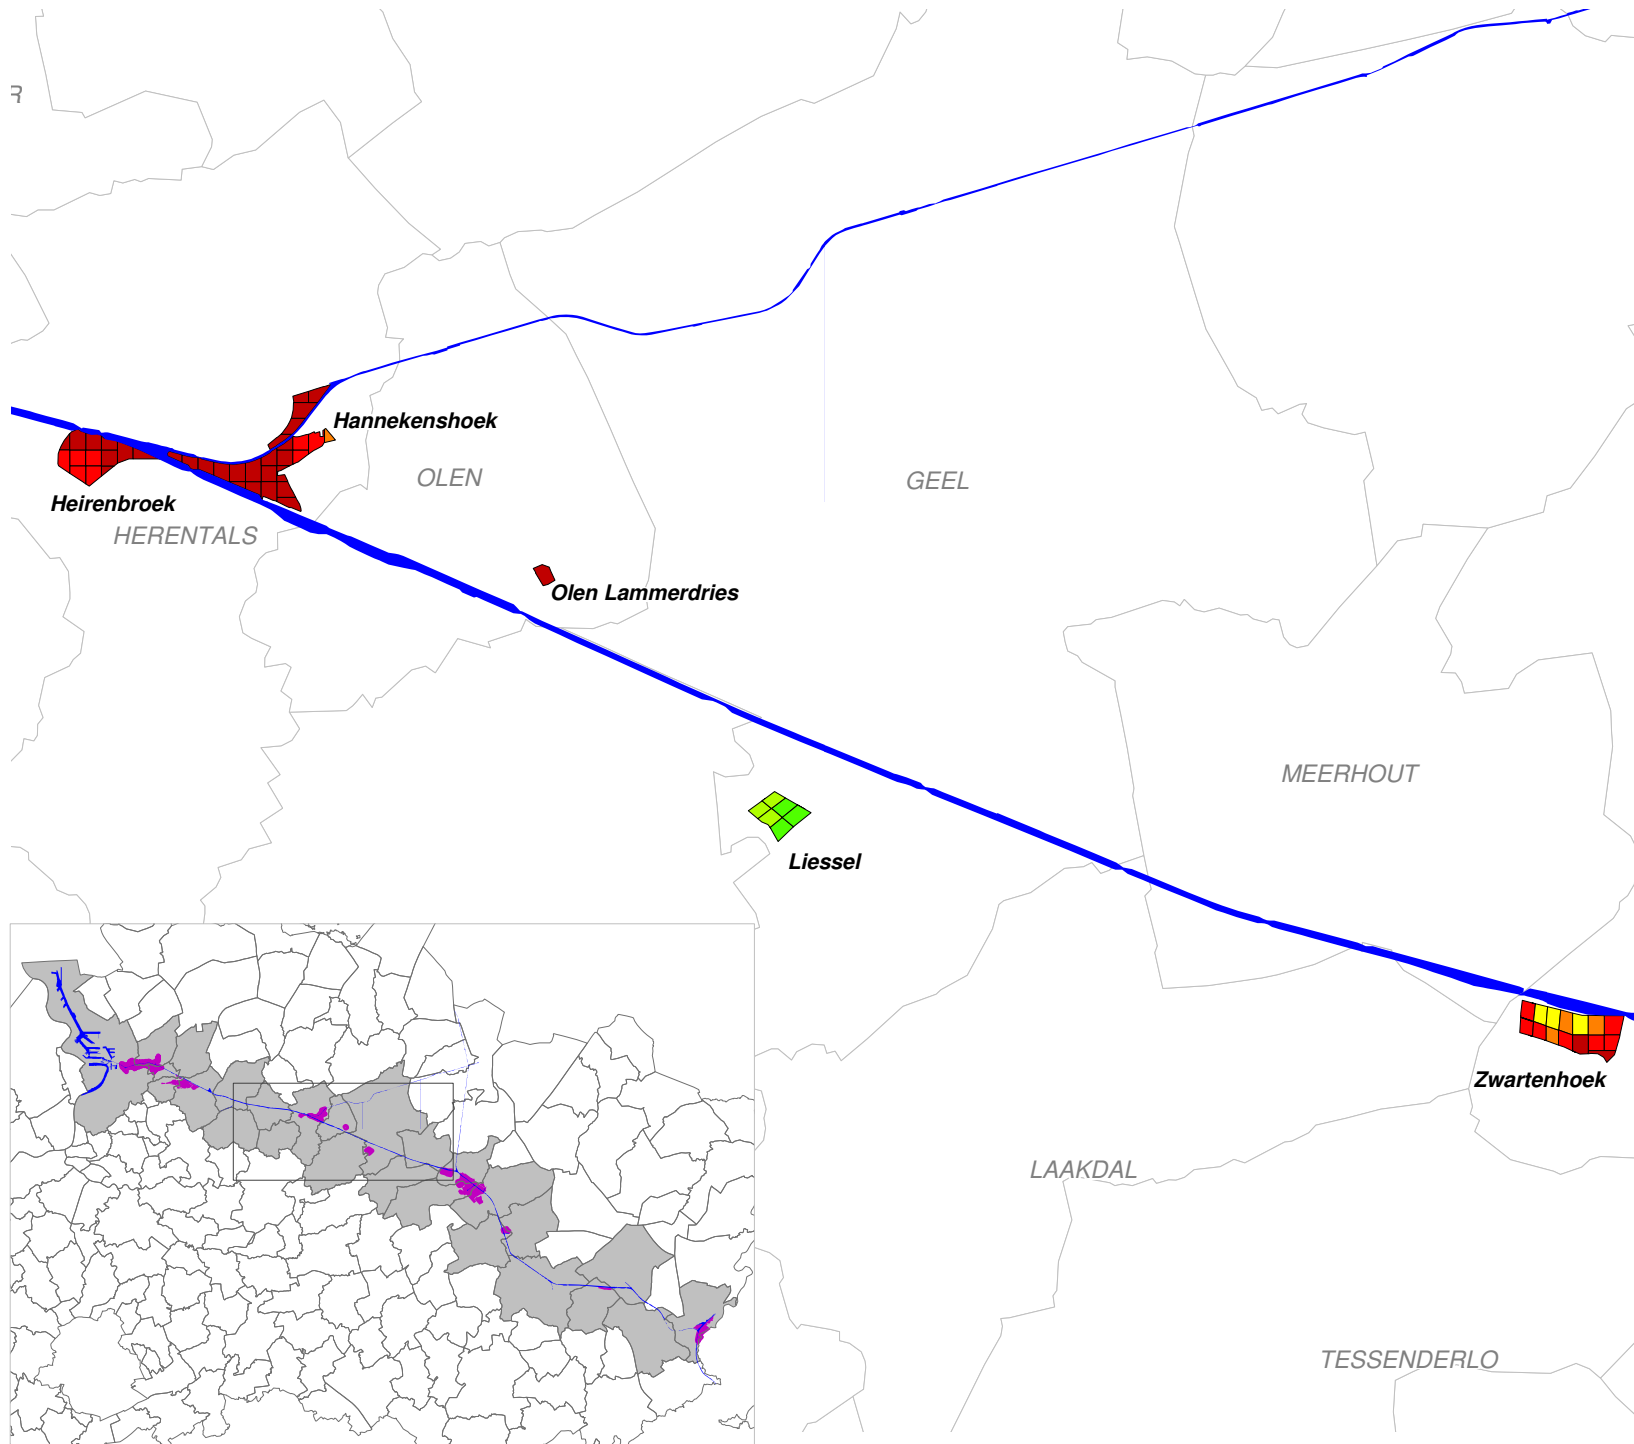 R
Hannekenshoek
OLEN
GEEL
Heirenbroek
HERENTALS
Olen Lammerdries
MEERHOUT
Liessel
Zwartenhoek
LAAKDAL
TESSENDERLO